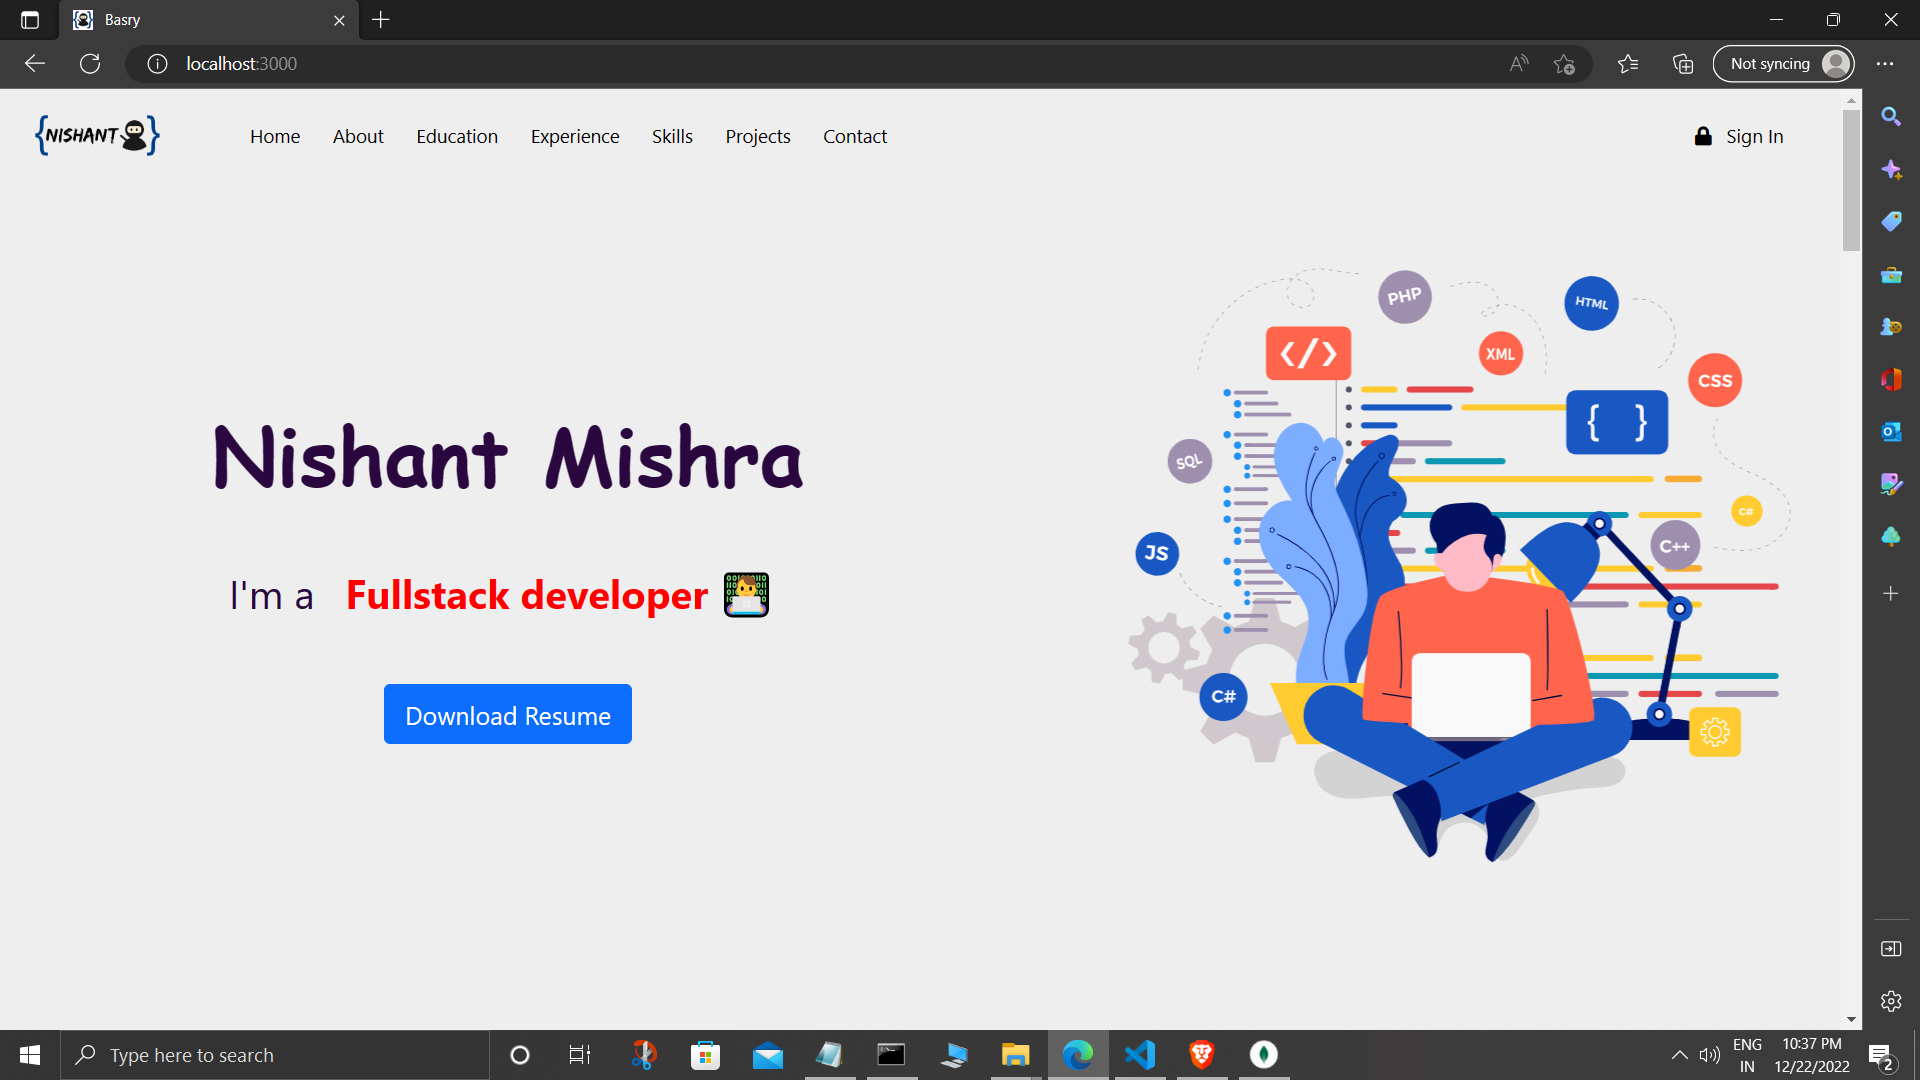 Basry
localhost:3000
Not syncing
{NISHANT}
Home About Education Experience Skills Projects Contact
Sign In
PHP
HTML
</>
XML
CSS
{ }
SQL
C#
JS
C++
Nishant Mishra
I'm a Fullstack developer
C#
Download Resume
Type here to search
ENG
IN
10:37 PM
12/22/2022
2